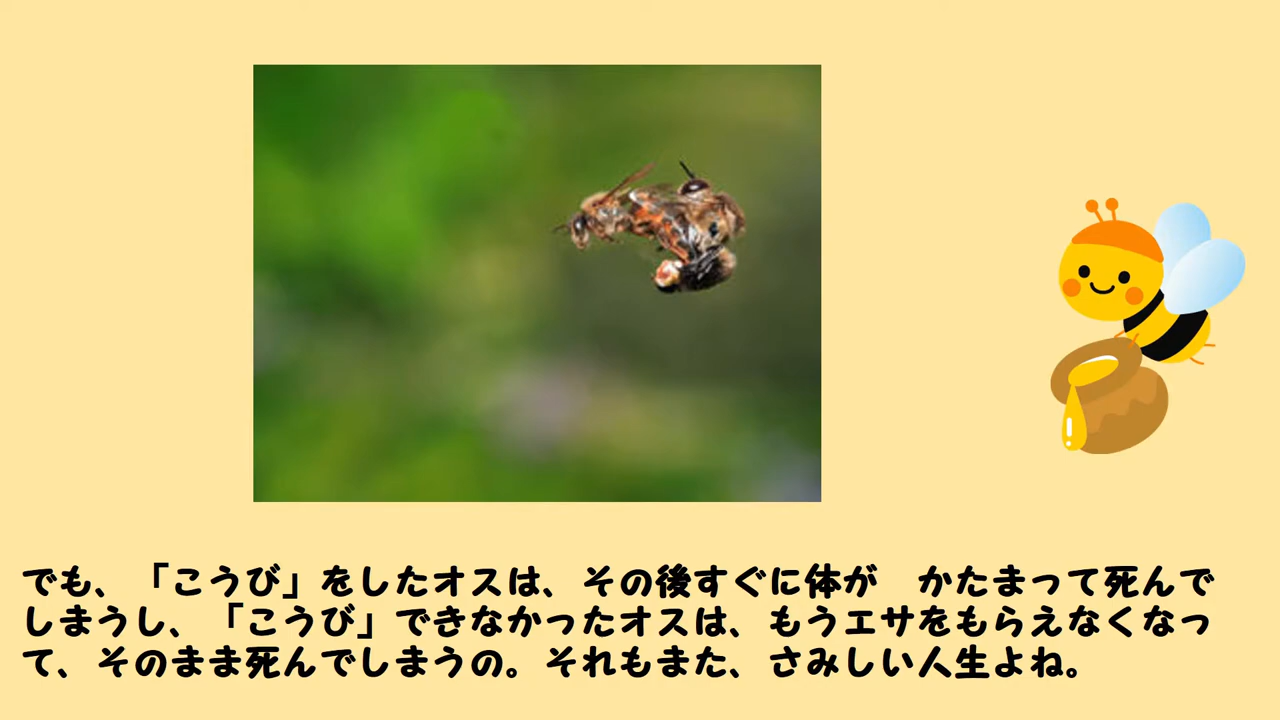 でも、「こうび」をしたオスは、その後すぐに体が　かたまって死んで
しまうし、「こうび」できなかったオスは、もうエサをもらえなくなっ
て、そのまま死んでしまうの。それもまた、さみしい人生よね。